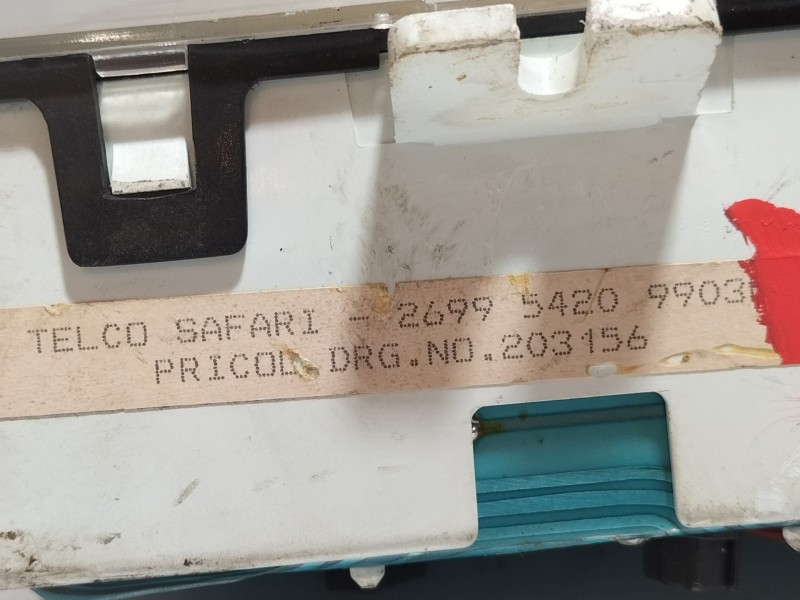 TELCO SAFARI - 2699 5420 9903
PRICOL DRG.NO.203156